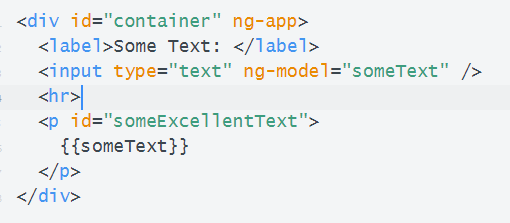 <div id="container" ng-app>
  <label>Some Text: </label>
  <input type="text" ng-model="someText" />
  <hr>
  <p id="someExcellentText">
    {{someText}}
  </p>
</div>